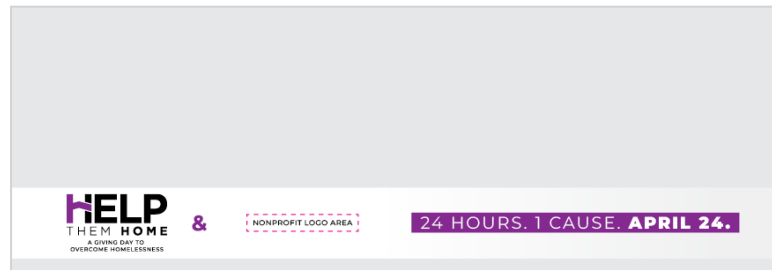 HELP
THEM HOME
A GIVING DAY TO
OVERCOME HOMELESSNESS
&
NONPROFIT LOGO AREA
24 HOURS. 1 CAUSE. APRIL 24.